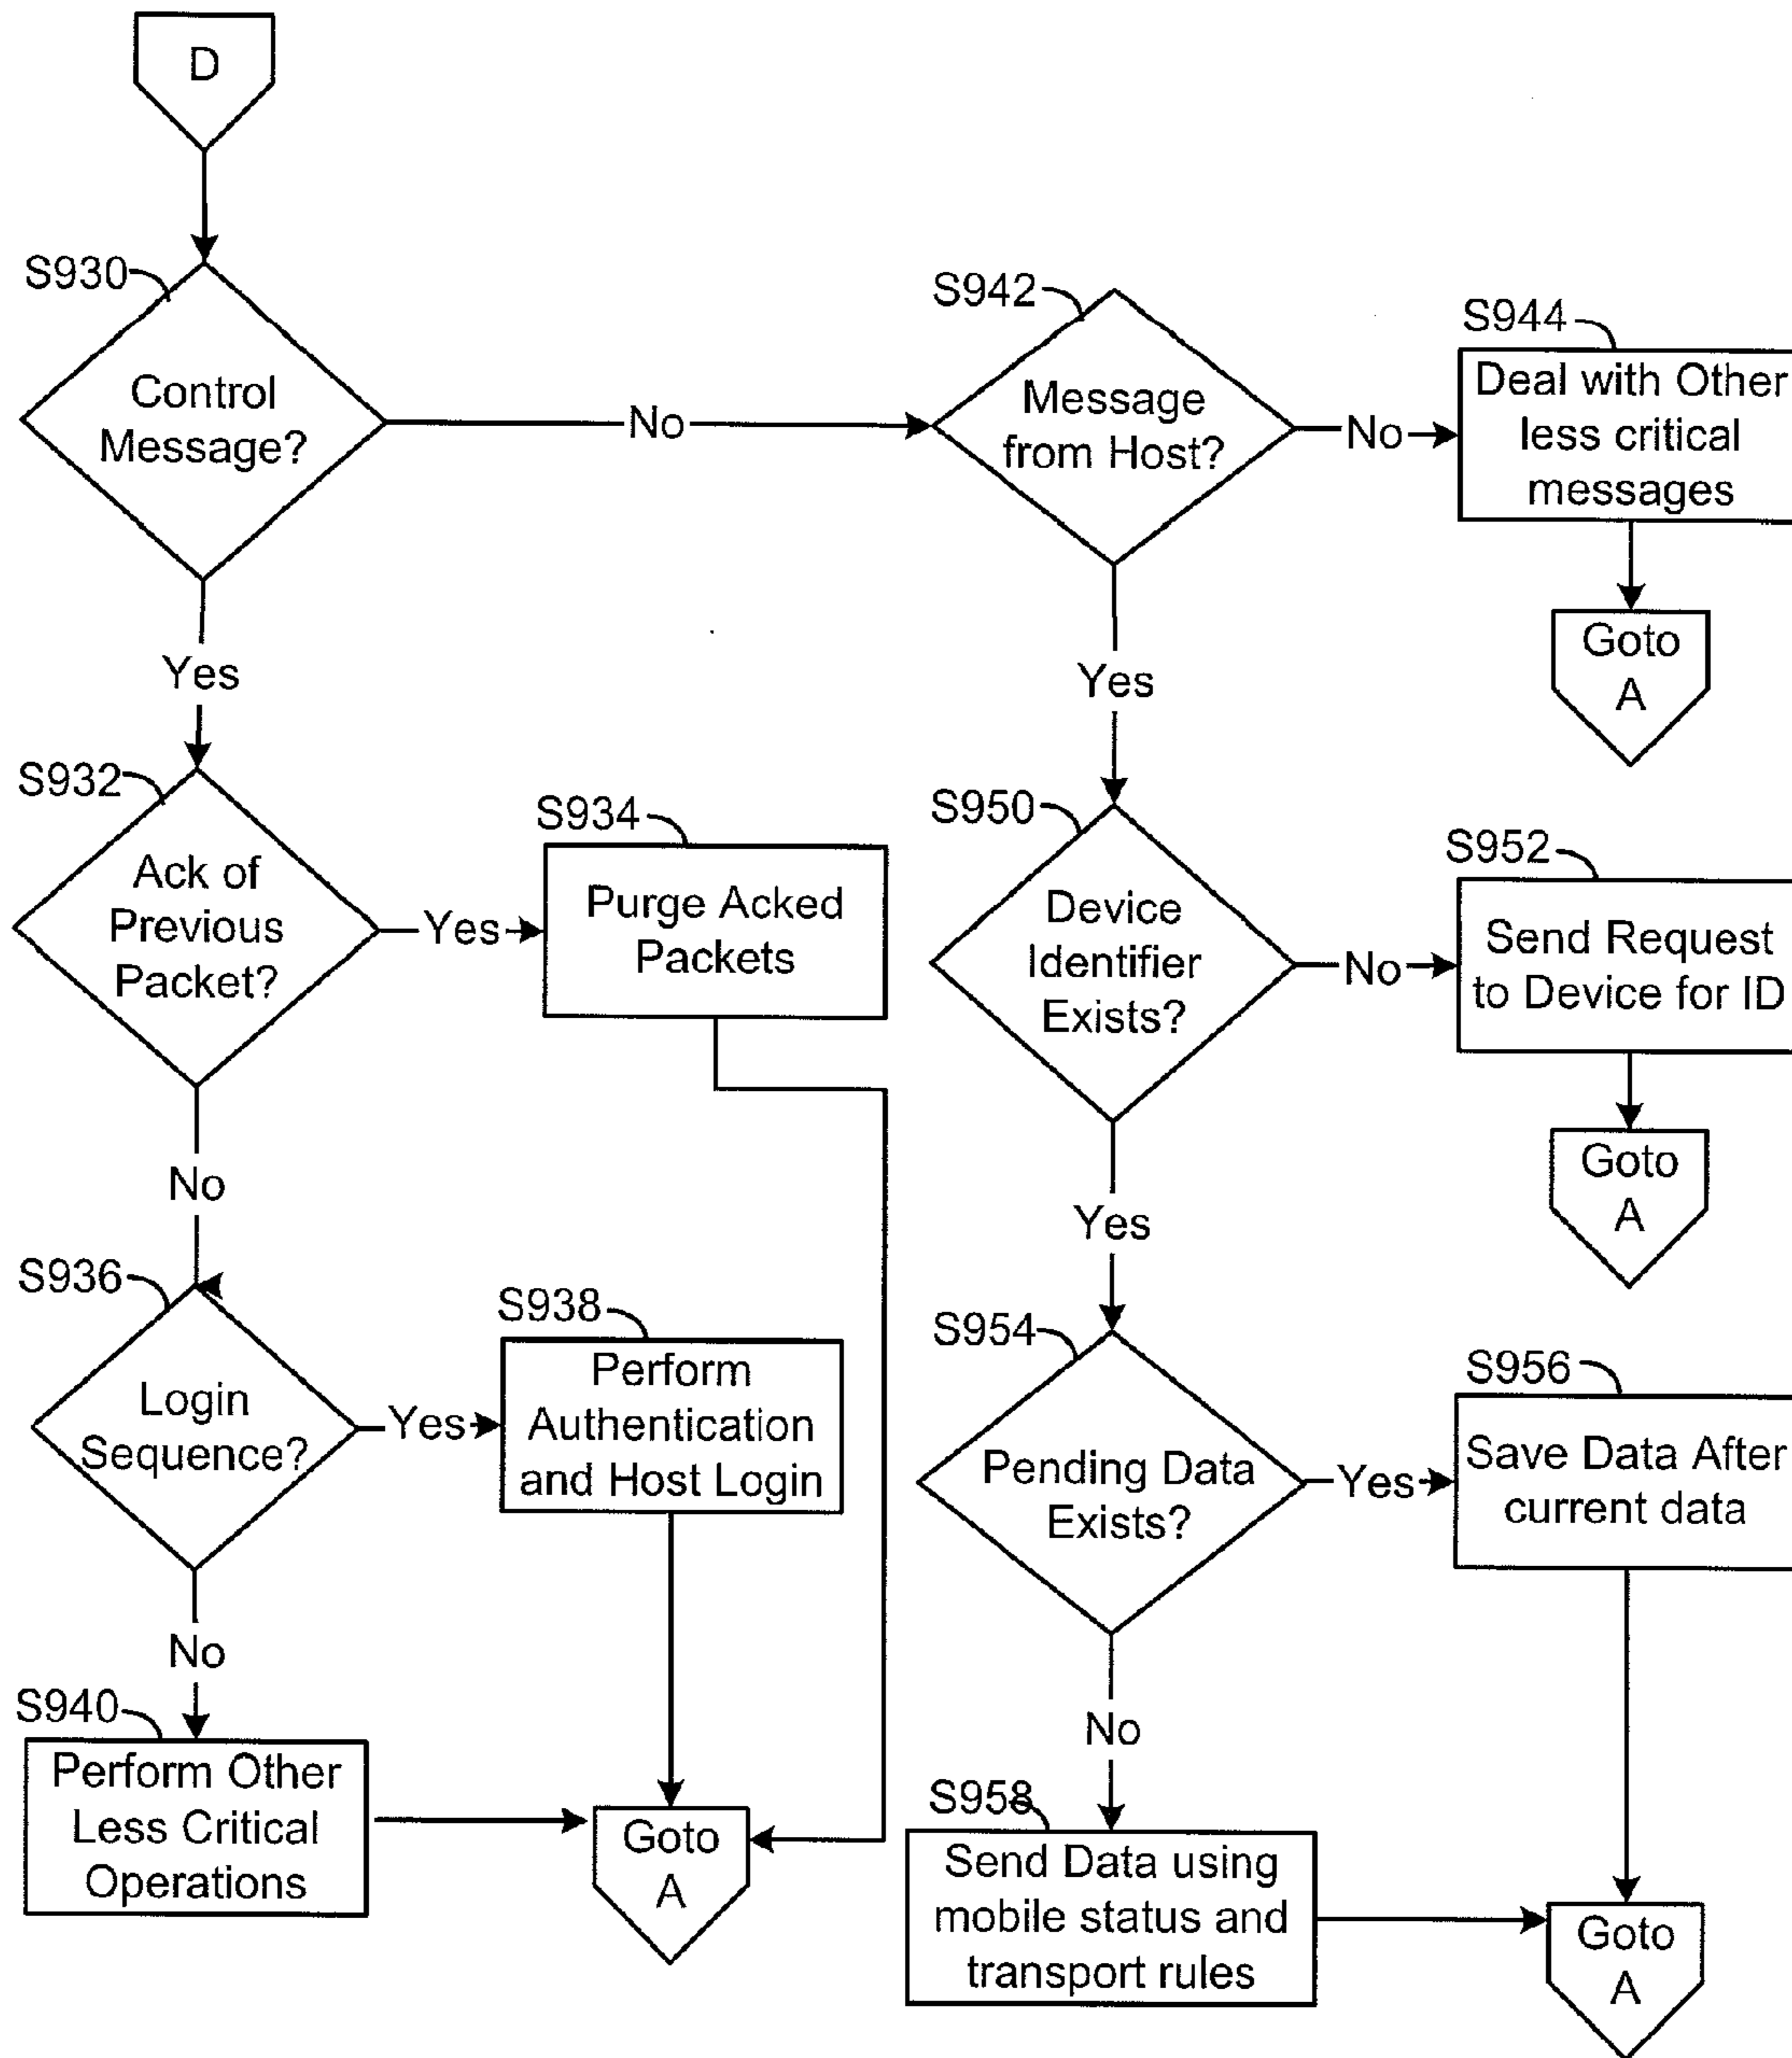 D
S930
Control
Message?
No
Yes
S942
Message
from Host?
No
Yes
S944
Deal with Other
less critical
messages
Goto
A
S932
Ack of
Previous
Packet?
Yes
No
S934
Purge Acked
Packets
S950
Device
Identifier
Exists?
No
Yes
S952
Send Request
to Device for ID
Goto
A
S936
Login
Sequence?
Yes
No
S938
Perform
Authentication
and Host Login
S954
Pending Data
Exists?
Yes
No
S956
Save Data After
current data
S940
Perform Other
Less Critical
Operations
Goto
A
S958
Send Data using
mobile status and
transport rules
Goto
A